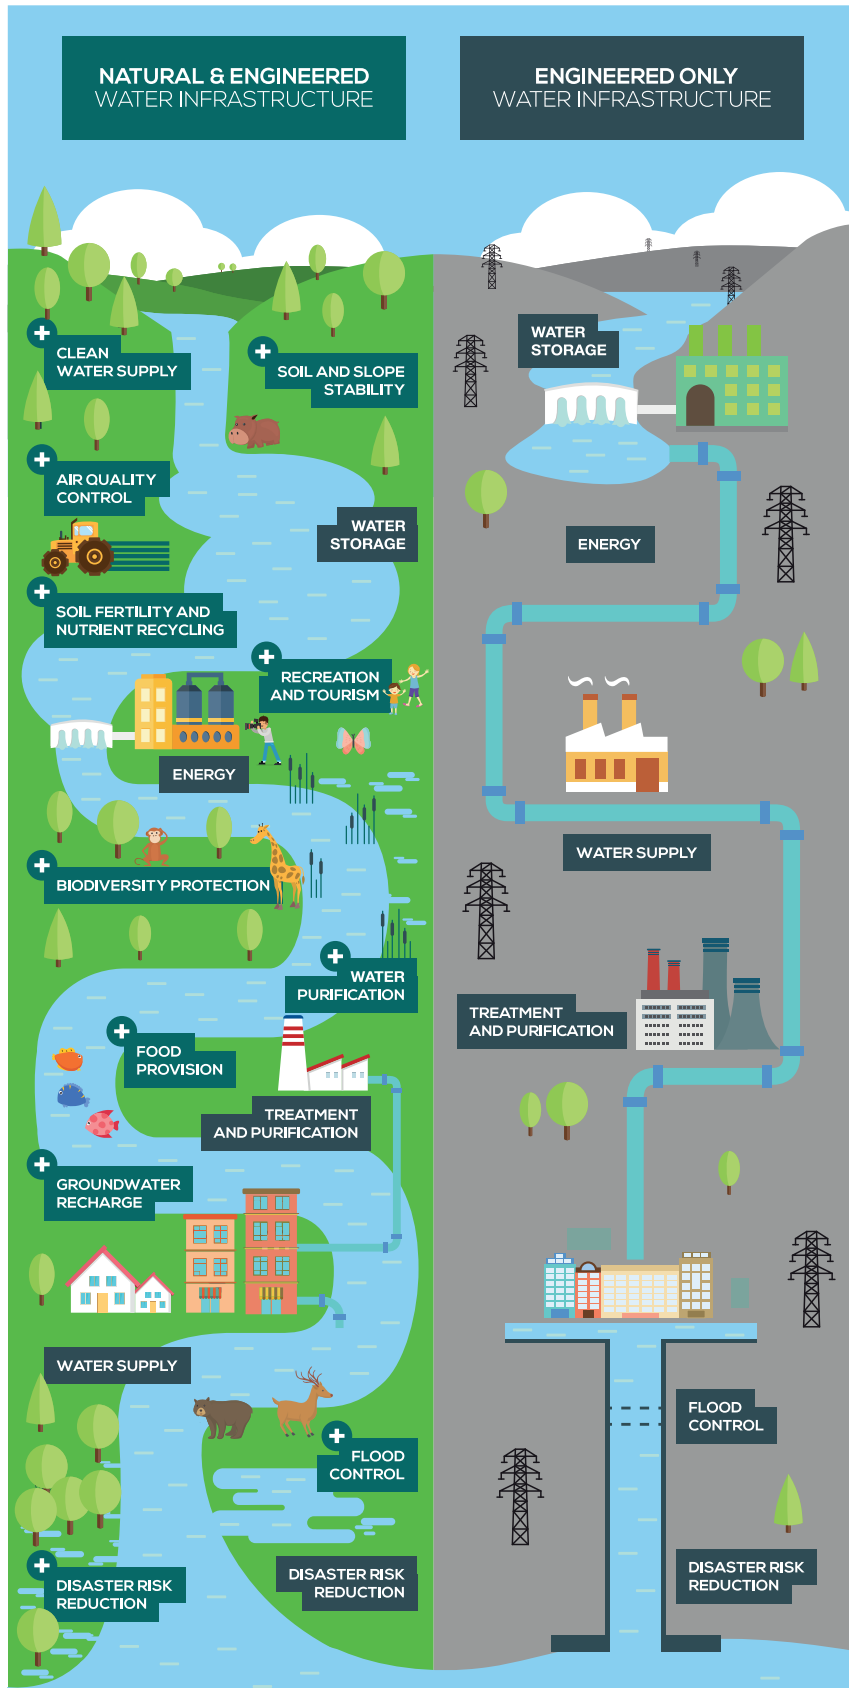 NATURAL & ENGINEERED
WATER INFRASTRUCTURE
ENGINEERED ONLY
WATER INFRASTRUCTURE
CLEAN
WATER SUPPLY
SOIL AND SLOPE
STABILITY
AIR QUALITY
CONTROL
WATER
STORAGE
SOIL FERTILITY AND
NUTRIENT RECYCLING
RECREATION
AND TOURISM
ENERGY
BIODIVERSITY PROTECTION
WATER
PURIFICATION
FOOD
PROVISION
TREATMENT
AND PURIFICATION
GROUNDWATER
RECHARGE
WATER SUPPLY
FLOOD
CONTROL
DISASTER RISK
REDUCTION
DISASTER RISK
REDUCTION
WATER
STORAGE
ENERGY
WATER SUPPLY
TREATMENT
AND PURIFICATION
FLOOD
CONTROL
DISASTER RISK
REDUCTION